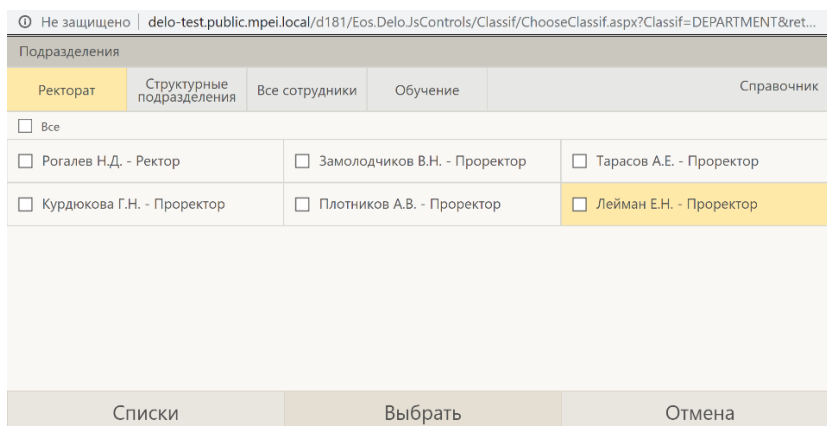 Не защищено | delo-test.public.mpei.local/d181/Eos.Delo.JsControls/Classif/ChooseClassif.aspx?Classif=DEPARTMENT&ret...
Подразделения
Ректорат Структурные подразделения Все сотрудники Обучение Справочник
Все
Рогалев Н.Д. - Ректор Замолодчиков В.Н. - Проректор Тарасов А.Е. - Проректор
Курдюкова Г.Н. - Проректор Плотников А.В. - Проректор Лейман Е.Н. - Проректор
Списки Выбрать Отмена